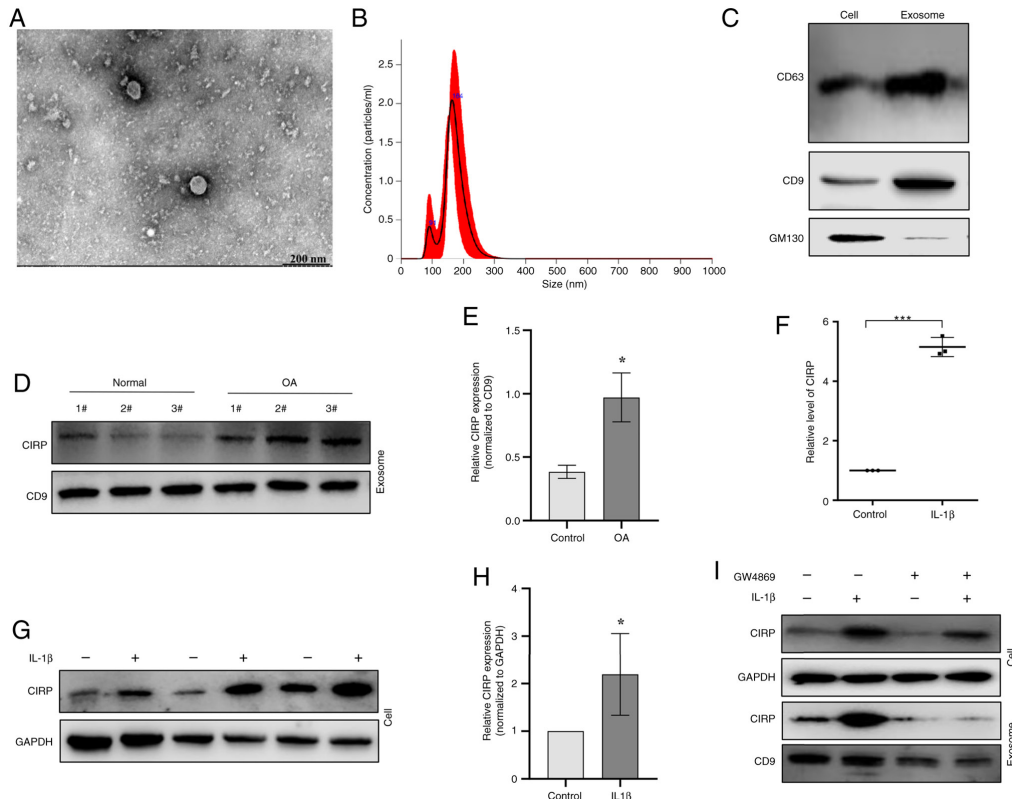 A
200 nm
B
Concentration (particles/ml)
2.5
2.0
1.5
1.0
0.5
0
0 100 200 300 400 500 600 700 800 900 1000
Size (nm)
C
Cell Exosome
CD63
CD9
GM130
D
Normal OA
1# 2# 3# 1# 2# 3#
CIRP
CD9
Exosome
E
Relative CIRP expression
(normalized to CD9)
1.5
1.0
0.5
0.0
*
Control OA
F
Relative level of CIRP
6
4
2
0
***
Control IL-1β
G
IL-1β − + − + − +
CIRP
GAPDH
Cell
H
Relative CIRP expression
(normalized to GAPDH)
4
3
2
1
0
*
Control IL1β
I
GW4869 − − + +
IL-1β − + − +
CIRP
GAPDH
Cell
CIRP
CD9
Exosome